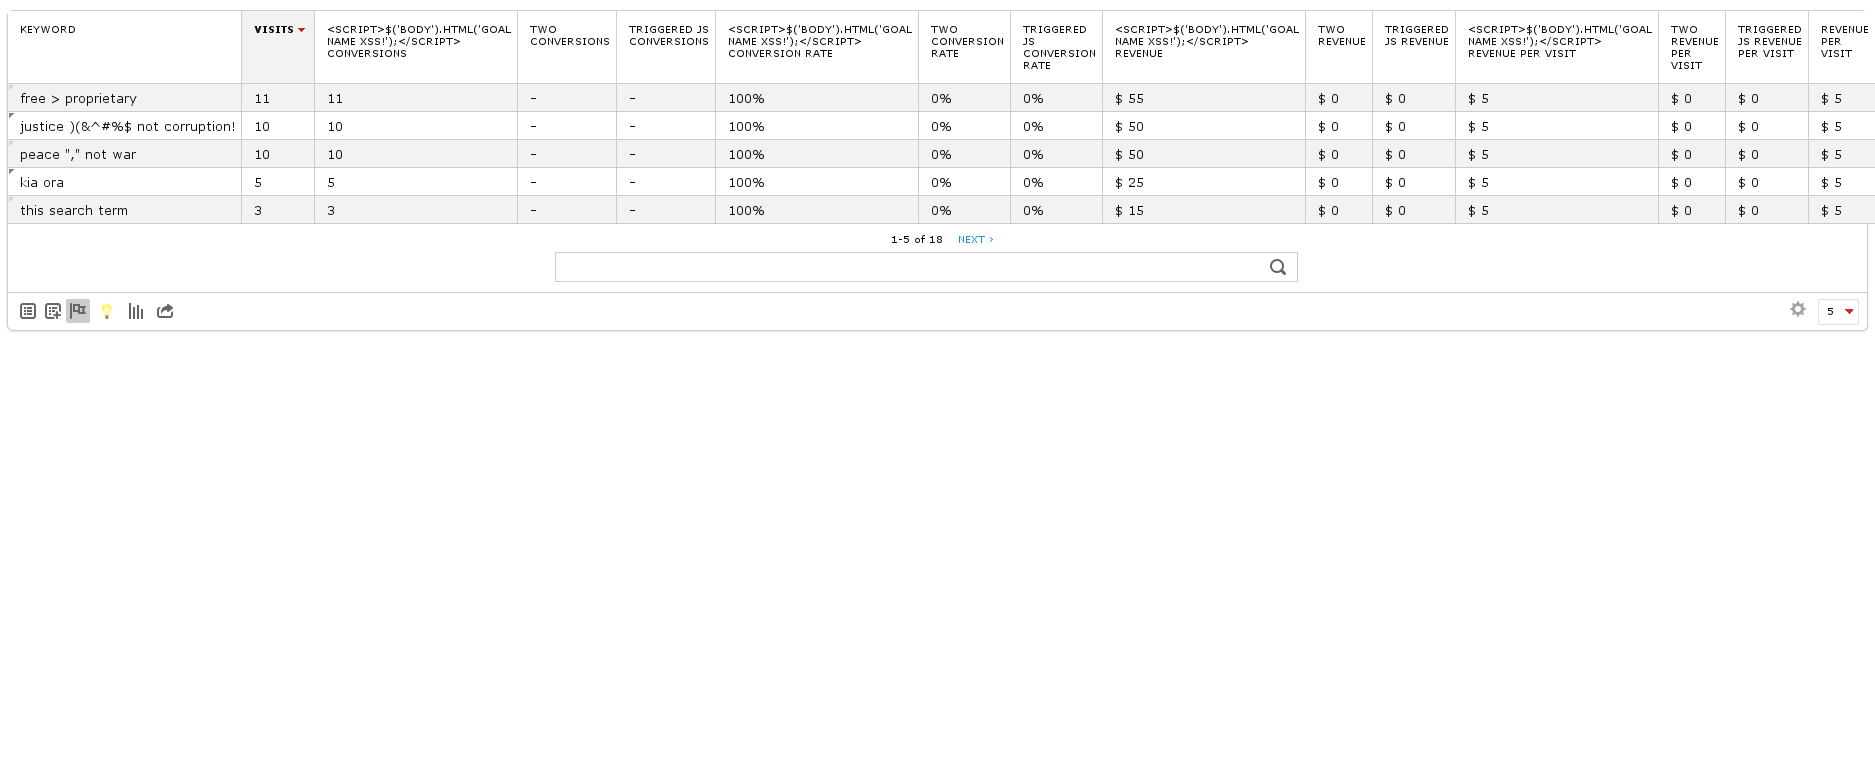 KEYWORD
VISITS
<SCRIPT>$('BODY').HTML('GOAL
NAME XSS!');</SCRIPT>
CONVERSIONS
TWO
CONVERSIONS
TRIGGERED JS
CONVERSIONS
<SCRIPT>$('BODY').HTML('GOAL
NAME XSS!');</SCRIPT>
CONVERSION RATE
TWO
CONVERSION
RATE
TRIGGERED
JS
CONVERSION
RATE
<SCRIPT>$('BODY').HTML('GOAL
NAME XSS!');</SCRIPT>
REVENUE
TWO
REVENUE
TRIGGERED
JS REVENUE
<SCRIPT>$('BODY').HTML('GOAL
NAME XSS!');</SCRIPT>
REVENUE PER VISIT
TWO
REVENUE
PER
VISIT
TRIGGERED
JS REVENUE
PER VISIT
REVENUE
PER
VISIT
free > proprietary 11 11 - - 100% 0% 0% $ 55 $ 0 $ 0 $ 5 $ 0 $ 0 $ 5
justice )(&^#%$ not corruption! 10 10 - - 100% 0% 0% $ 50 $ 0 $ 0 $ 5 $ 0 $ 0 $ 5
peace "," not war 10 10 - - 100% 0% 0% $ 50 $ 0 $ 0 $ 5 $ 0 $ 0 $ 5
kia ora 5 5 - - 100% 0% 0% $ 25 $ 0 $ 0 $ 5 $ 0 $ 0 $ 5
this search term 3 3 - - 100% 0% 0% $ 15 $ 0 $ 0 $ 5 $ 0 $ 0 $ 5
1-5 of 18 NEXT ›
5